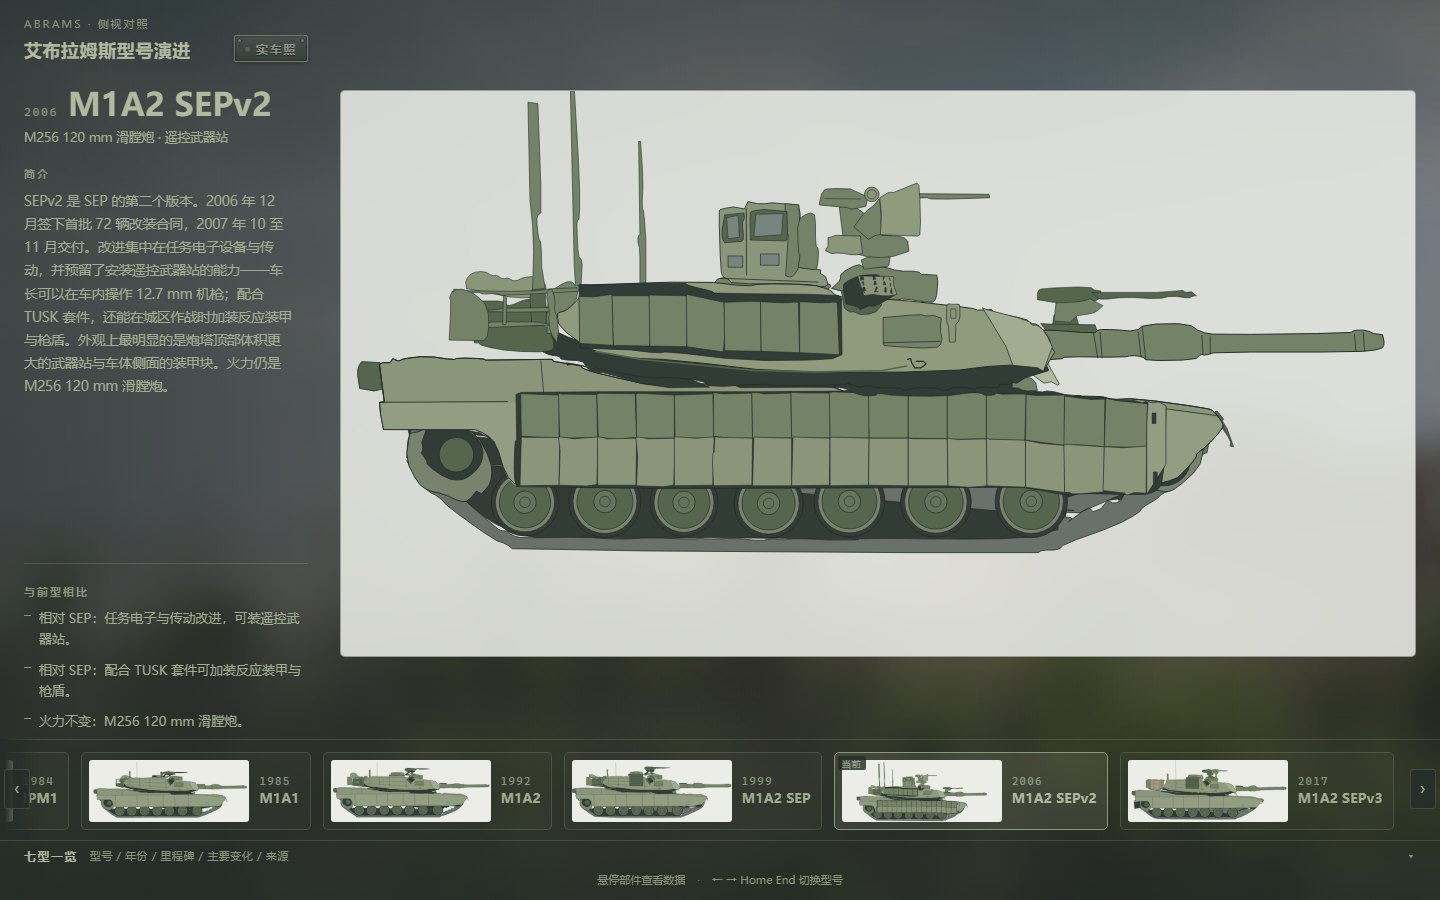 ABRAMS · 侧视对照
艾布拉姆斯型号演进
实车照
2006 M1A2 SEPv2
M256 120 mm 滑膛炮 · 遥控武器站
简介
SEPv2 是 SEP 的第二个版本。2006 年 12
月签下首批 72 辆改装合同，2007 年 10 至
11 月交付。改进集中在任务电子设备与传
动，并预留了安装遥控武器站的能力——车
长可以在车内操作 12.7 mm 机枪；配合
TUSK 套件，还能在城区作战时加装反应装甲
与枪盾。外观上最明显的是炮塔顶部体积更
大的武器站与车体侧面的装甲块。火力仍是
M256 120 mm 滑膛炮。
与前型相比
– 相对 SEP：任务电子与传动改进，可装遥控武
器站。
– 相对 SEP：配合 TUSK 套件可加装反应装甲与
枪盾。
– 火力不变：M256 120 mm 滑膛炮。
‹
984
PM1
1985
M1A1
1992
M1A2
1999
M1A2 SEP
当前
2006
M1A2 SEPv2
2017
M1A2 SEPv3
›
七型一览 型号 / 年份 / 里程碑 / 主要变化 / 来源
悬停部件查看数据 · ←→ Home End 切换型号